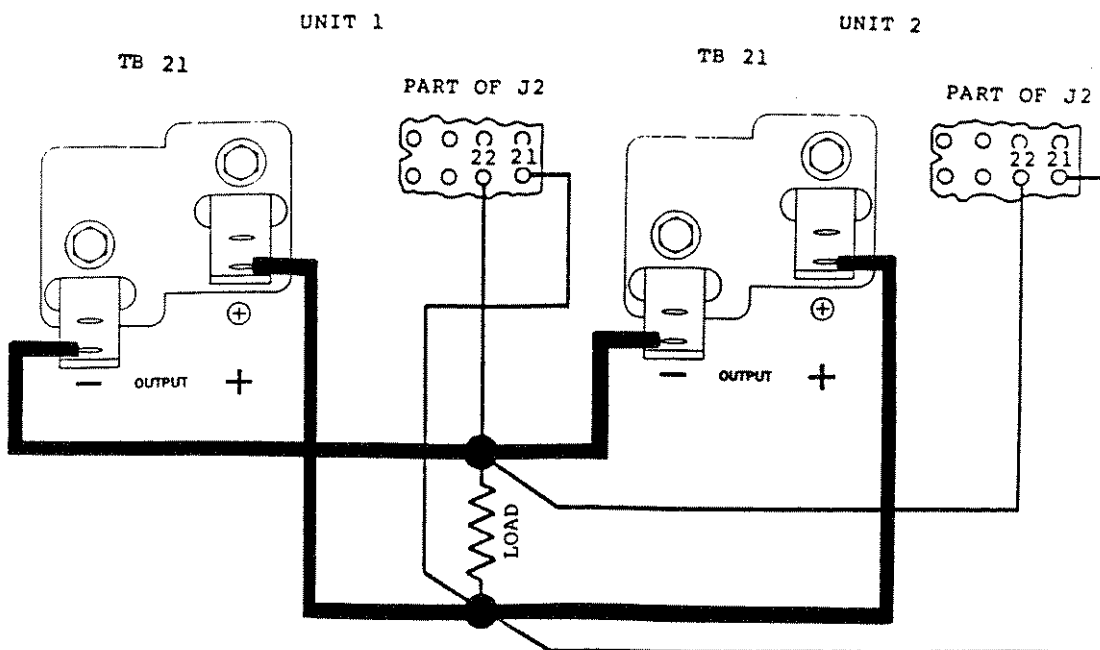 UNIT 1
UNIT 2
TB 21
TB 21
PART OF J2
PART OF J2
22 21
22 21
− OUTPUT +
− OUTPUT +
LOAD